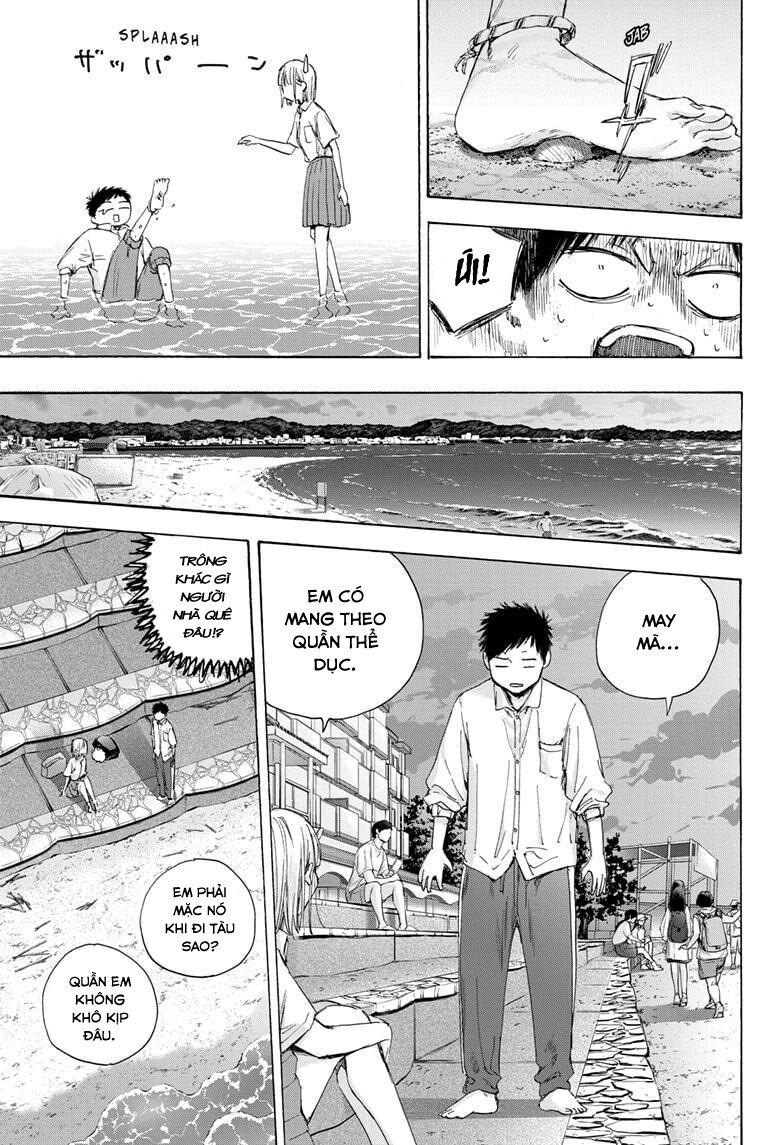 JAB
ÚI!
SPLAAASH
ザッパーン
MAY
MÀ...
EM CÓ
MANG THEO
QUẦN THỂ
DỤC.
TRÔNG
KHÁC GÌ
NGƯỜI
NHÀ QUÊ
ĐÂU!?
EM PHẢI
MẶC NÓ
KHI ĐI TÀU
SAO?
QUẦN EM
KHÔNG
KHÔ KỊP
ĐÂU.